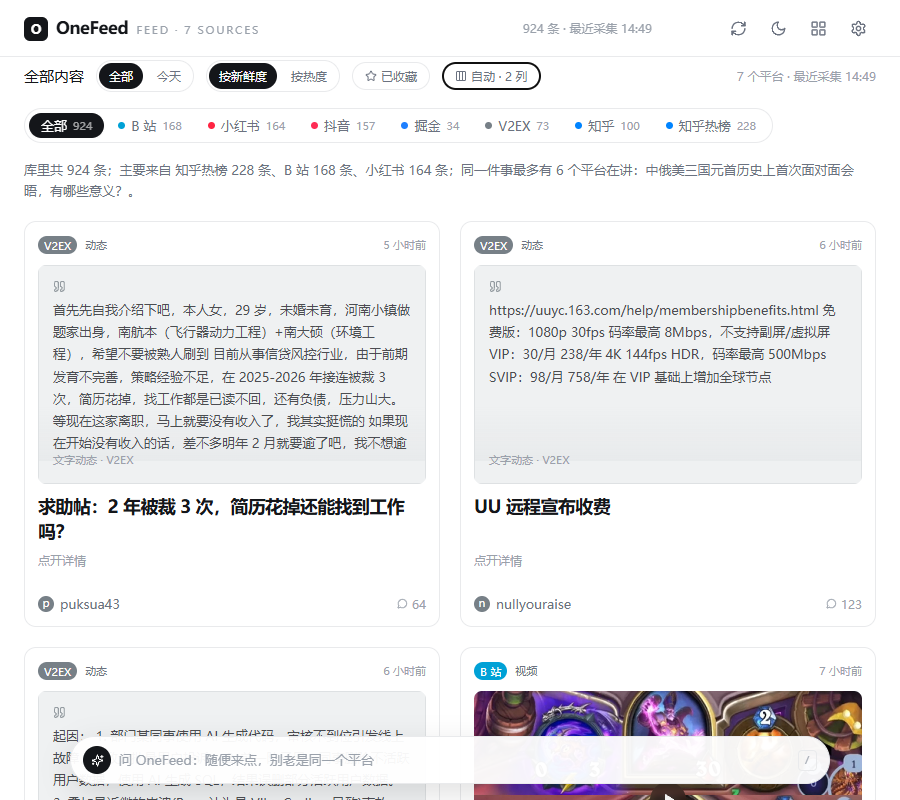 O OneFeed FEED · 7 SOURCES 924 条 · 最近采集 14:49
全部内容 全部 今天 按新鲜度 按热度 已收藏 自动 · 2 列 7 个平台 · 最近采集 14:49
全部 924 B 站 168 小红书 164 抖音 157 掘金 34 V2EX 73 知乎 100 知乎热榜 228
库里共 924 条；主要来自 知乎热榜 228 条、B 站 168 条、小红书 164 条；同一件事最多有 6 个平台在讲：中俄美三国元首历史上首次面对面会
晤，有哪些意义？。
V2EX 动态 5 小时前
首先先自我介绍下吧，本人女，29 岁，未婚未育，河南小镇做
题家出身，南航本（飞行器动力工程）+南大硕（环境工
程），希望不要被熟人刷到 目前从事信贷风控行业，由于前期
发育不完善，策略经验不足，在 2025-2026 年接连被裁 3
次，简历花掉，找工作都是已读不回，还有负债，压力山大。
等现在这家离职，马上就要没有收入了，我其实挺慌的 如果现
在开始没有收入的话，差不多明年 2 月就要逾了吧，我不想逾
文字动态 · V2EX
求助帖：2 年被裁 3 次，简历花掉还能找到工作
吗？
点开详情
p puksua43 64
V2EX 动态 6 小时前
https://uuyc.163.com/help/membershipbenefits.html 免
费版：1080p 30fps 码率最高 8Mbps，不支持副屏/虚拟屏
VIP：30/月 238/年 4K 144fps HDR，码率最高 500Mbps
SVIP：98/月 758/年 在 VIP 基础上增加全球节点
文字动态 · V2EX
UU 远程宣布收费
点开详情
n nullyouraise 123
V2EX 动态 6 小时前
B 站 视频 7 小时前
2
问 OneFeed：随便来点，别老是同一个平台 /